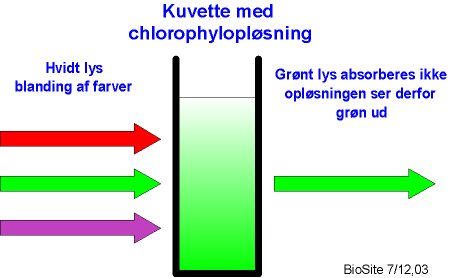 Kuvette med
chlorophylopløsning
Hvidt lys
blanding af farver
Grønt lys absorberes ikke
opløsningen ser derfor
grøn ud
BioSite 7/12,03